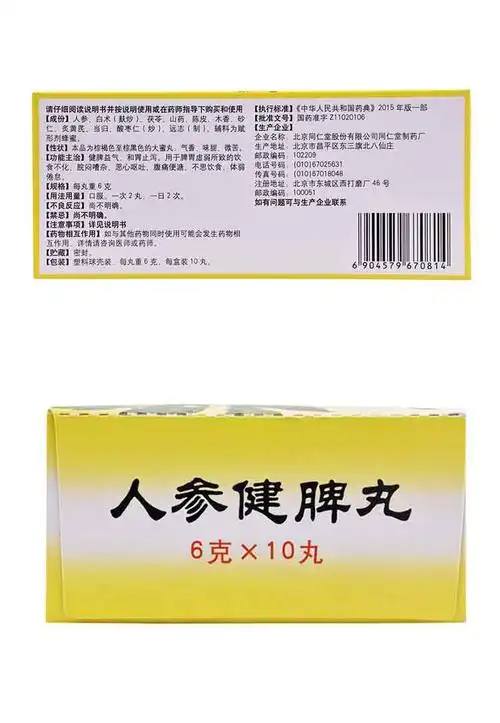 请仔细阅读说明书并按说明使用或在药师指导下购买和使用
【成份】人参、白术（麸炒）、茯苓、山药、陈皮、木香、砂
仁、炙黄芪、当归、酸枣仁（炒）、远志（制）。辅料为赋
形剂蜂蜜。
【性状】本品为棕褐色至棕黑色的大蜜丸；气香，味甜、微苦。
【功能主治】健脾益气，和胃止泻。用于脾胃虚弱所致的饮
食不化、脘闷嘈杂、恶心呕吐、腹痛便溏、不思饮食、体弱
倦怠。
【规格】每丸重6克
【用法用量】口服。一次2丸，一日2次。
【不良反应】尚不明确。
【禁忌】尚不明确。
【注意事项】详见说明书
【药物相互作用】如与其他药物同时使用可能会发生药物相
互作用，详情请咨询医师或药师。
【贮藏】密封。
【包装】塑料球壳装，每丸重6克，每盒装10丸。
【执行标准】《中华人民共和国药典》2015年版一部
【批准文号】国药准字 Z11020106
【生产企业】
企业名称：北京同仁堂股份有限公司同仁堂制药厂
生产地址：北京市昌平区东三旗北八仙庄
邮政编码：102209
电话号码：(010)67025631
传真号码：(010)67018048
注册地址：北京市东城区西打磨厂46号
邮政编码：100051
如有问题可与生产企业联系
6 904579 670814
人参健脾丸
6克×10丸